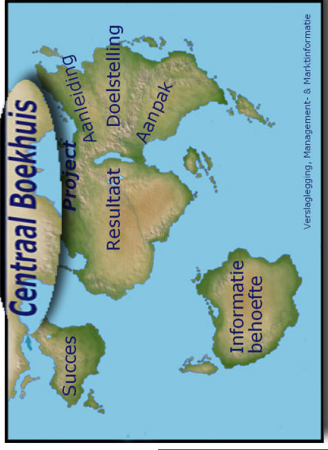 Centraal Boekhuis
Project
Aanleiding
Doelstelling
Aanpak
Resultaat
Succes
Informatie
behoefte
Verslaglegging, Management- & Marktinformatie